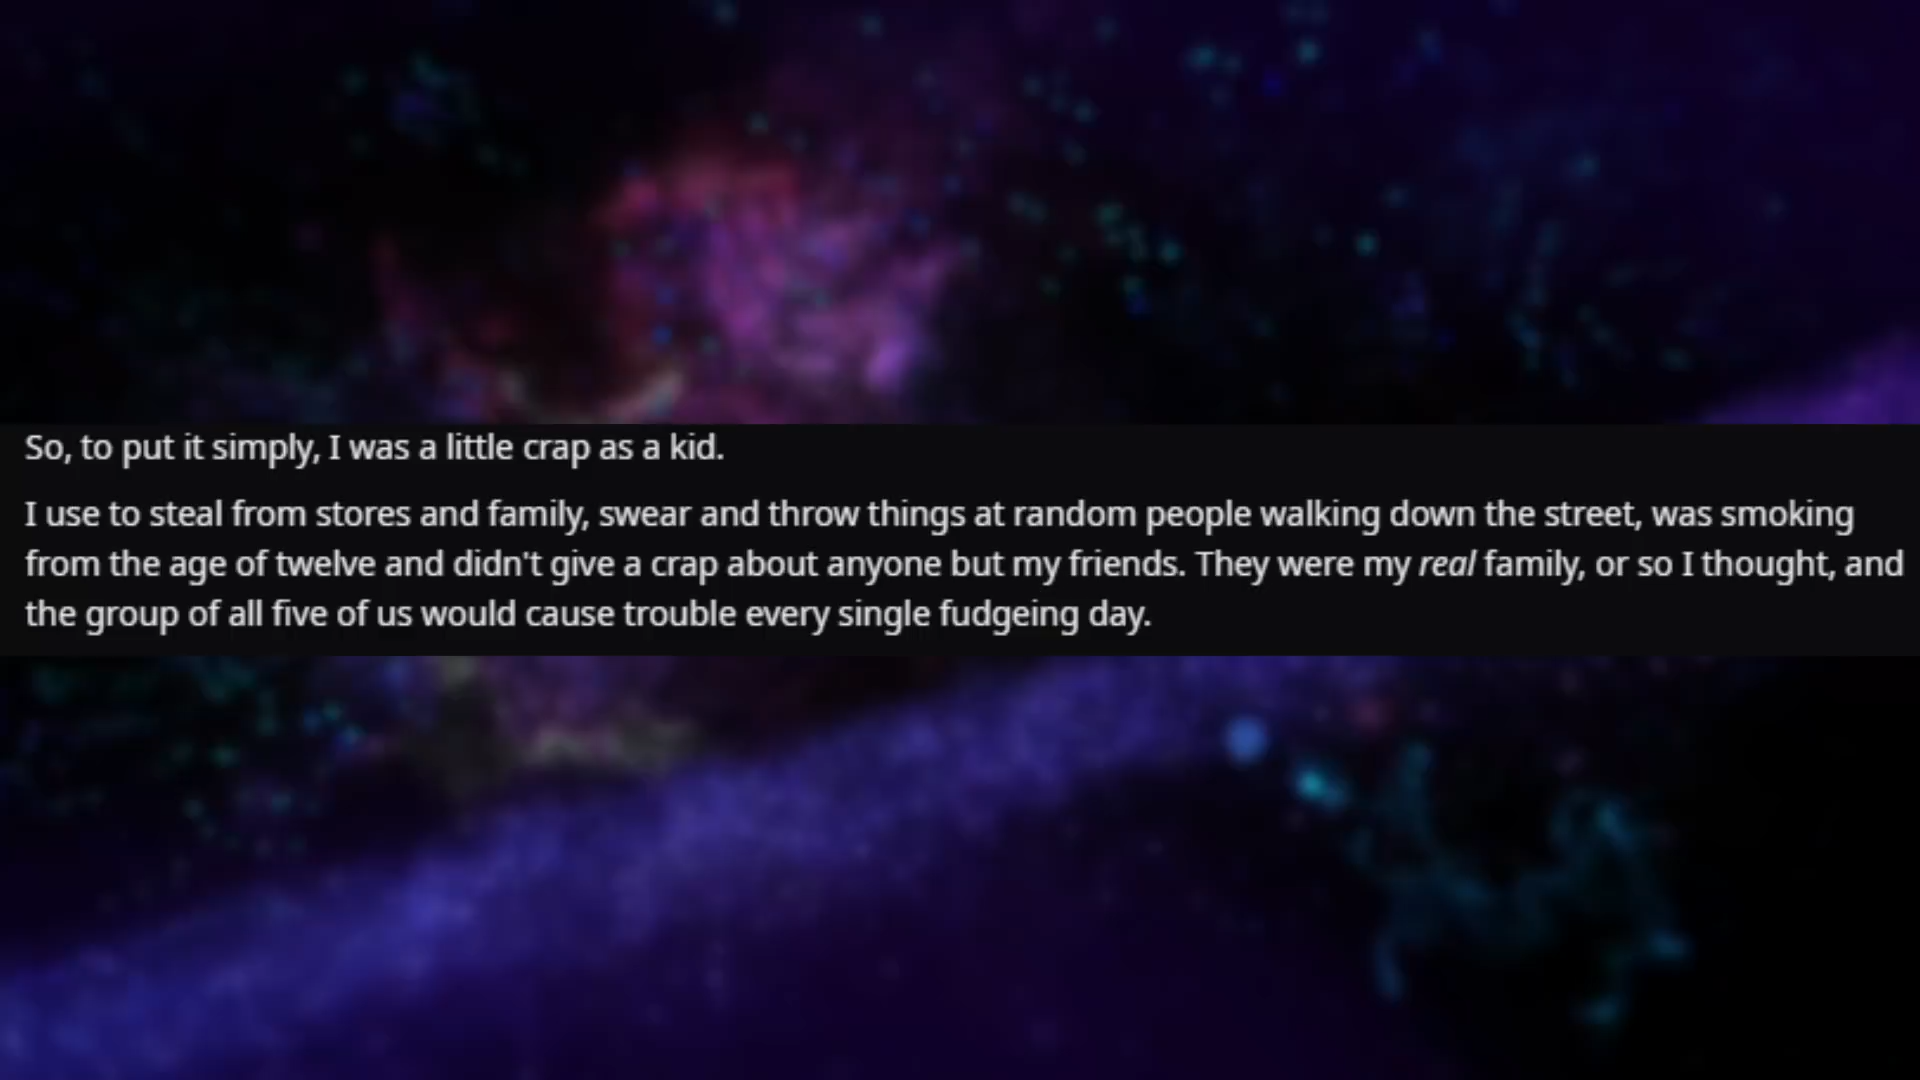 So, to put it simply, I was a little crap as a kid.
I use to steal from stores and family, swear and throw things at random people walking down the street, was smoking
from the age of twelve and didn't give a crap about anyone but my friends. They were my real family, or so I thought, and
the group of all five of us would cause trouble every single fudgeing day.